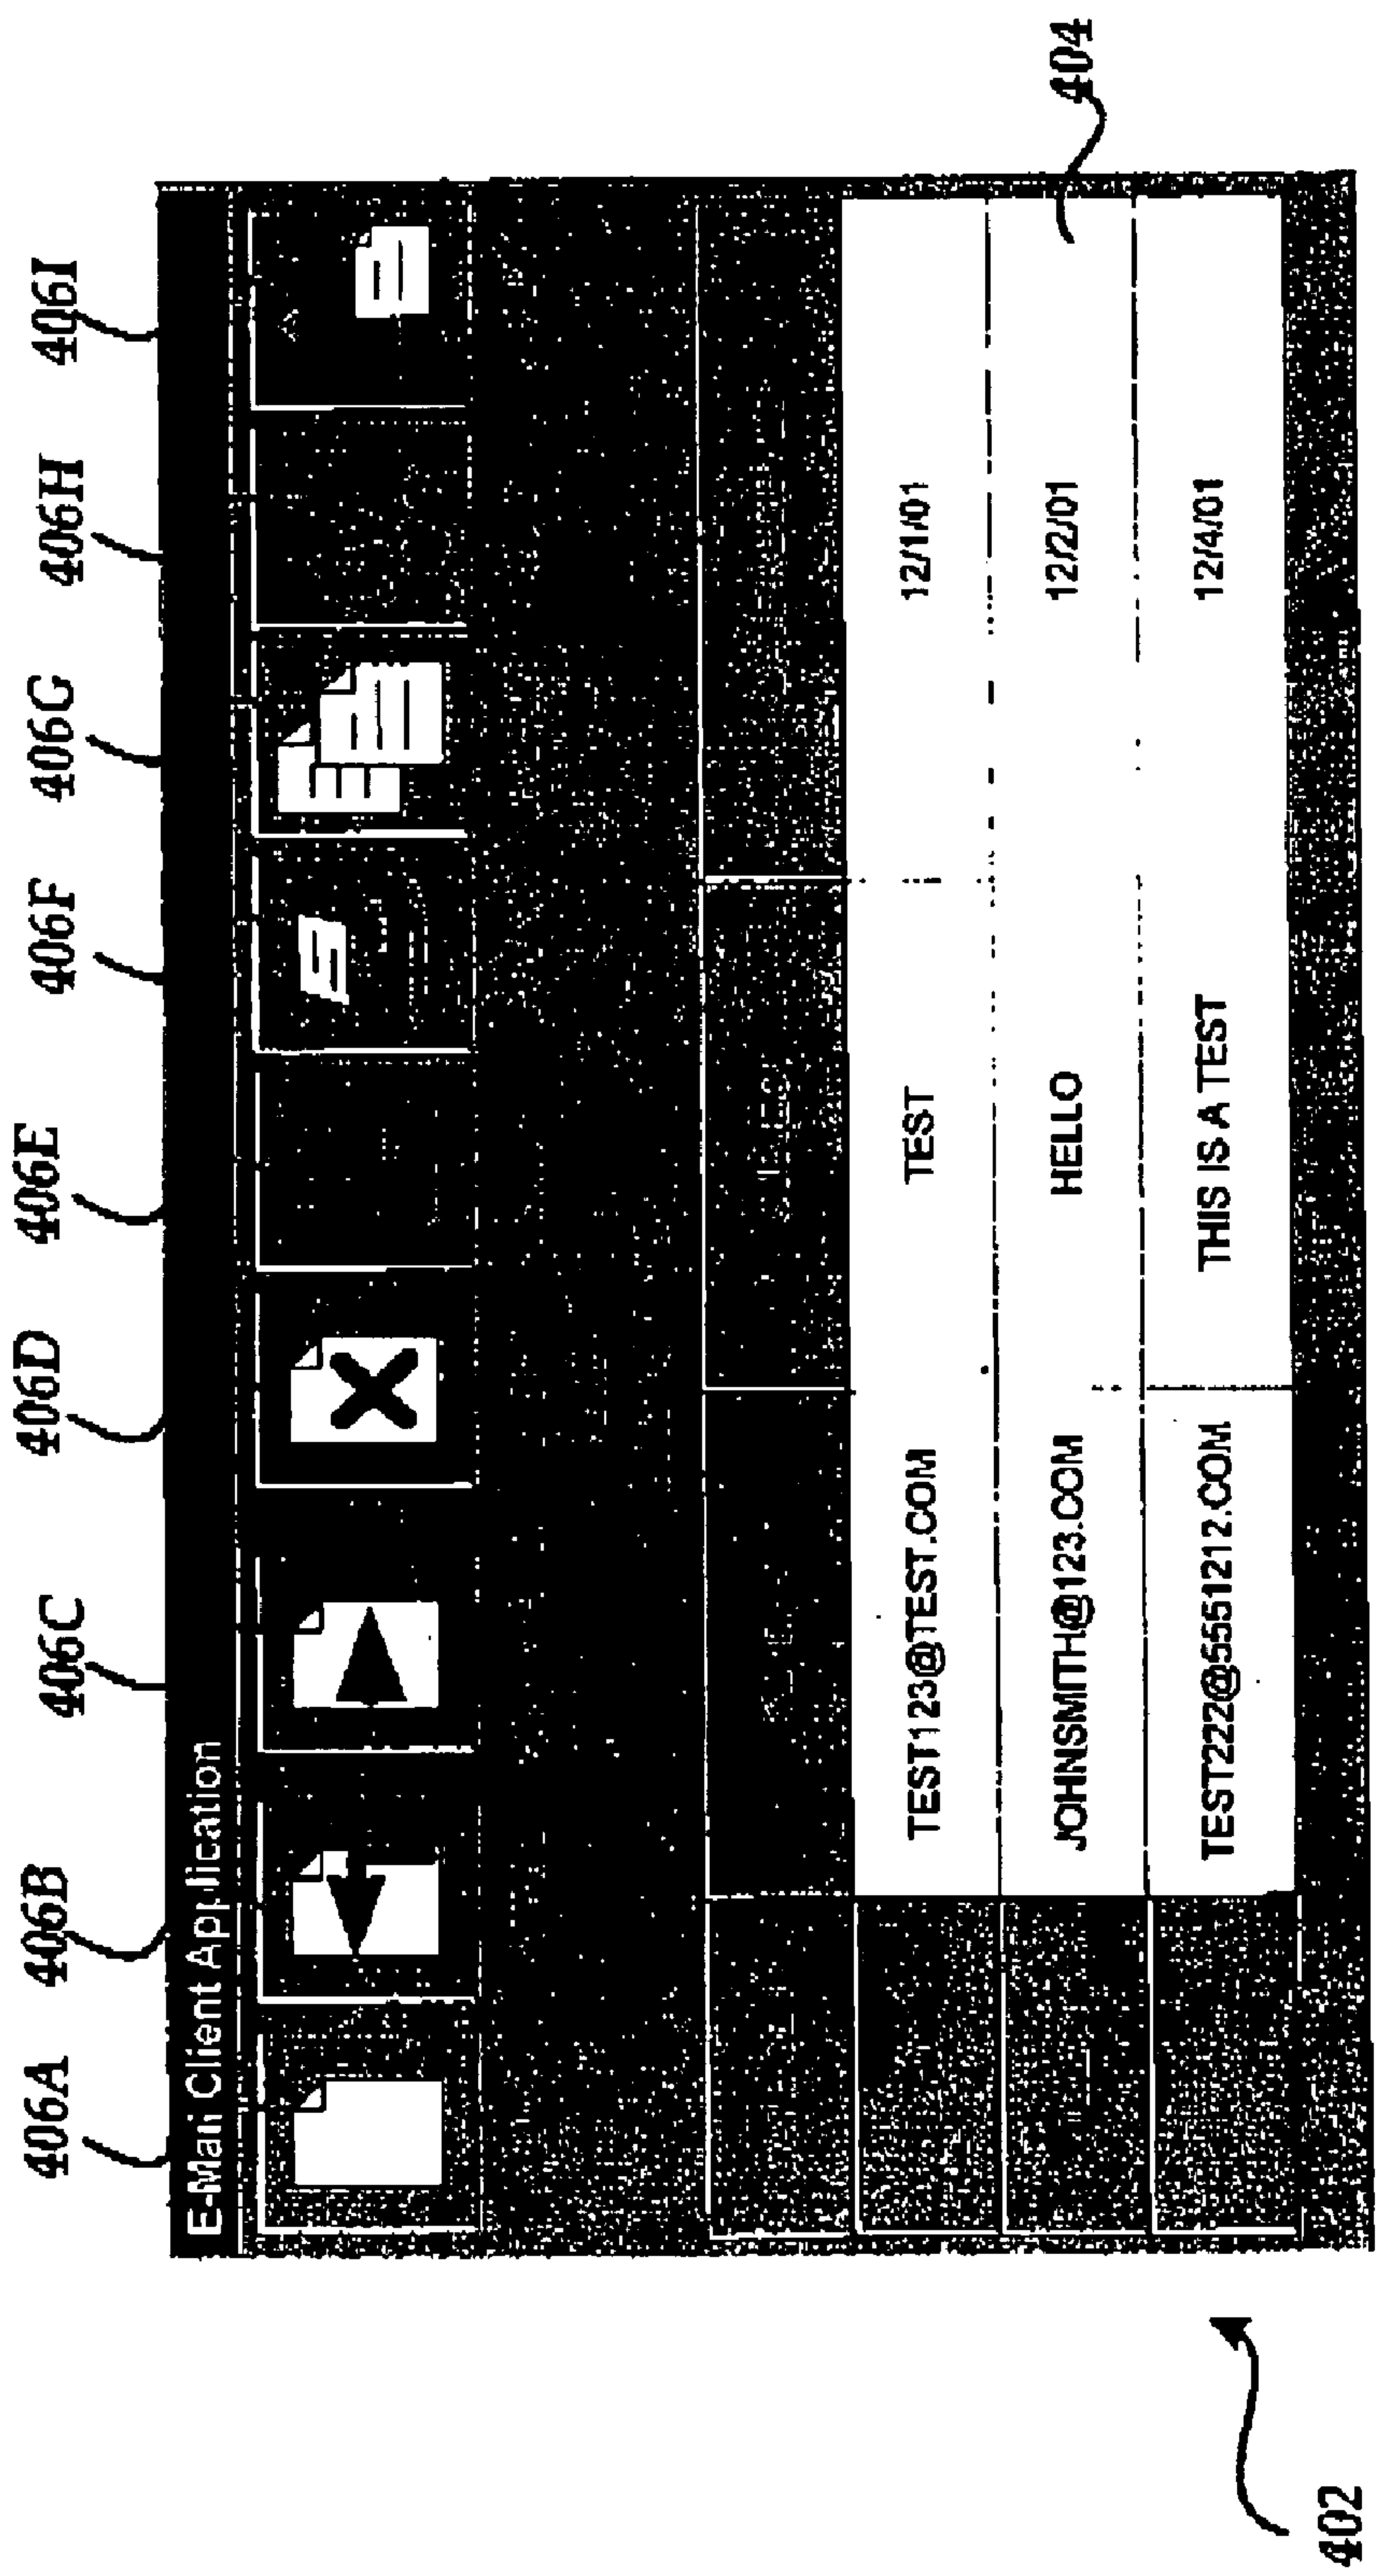 406A 406B 406C 406D 406E 406F 406G 406H 406I
E-Mail Client Application
TEST123@TEST.COM TEST 12/1/01
JOHNSMITH@123.COM HELLO 12/2/01
TEST222@5551212.COM THIS IS A TEST 12/4/01
404
402